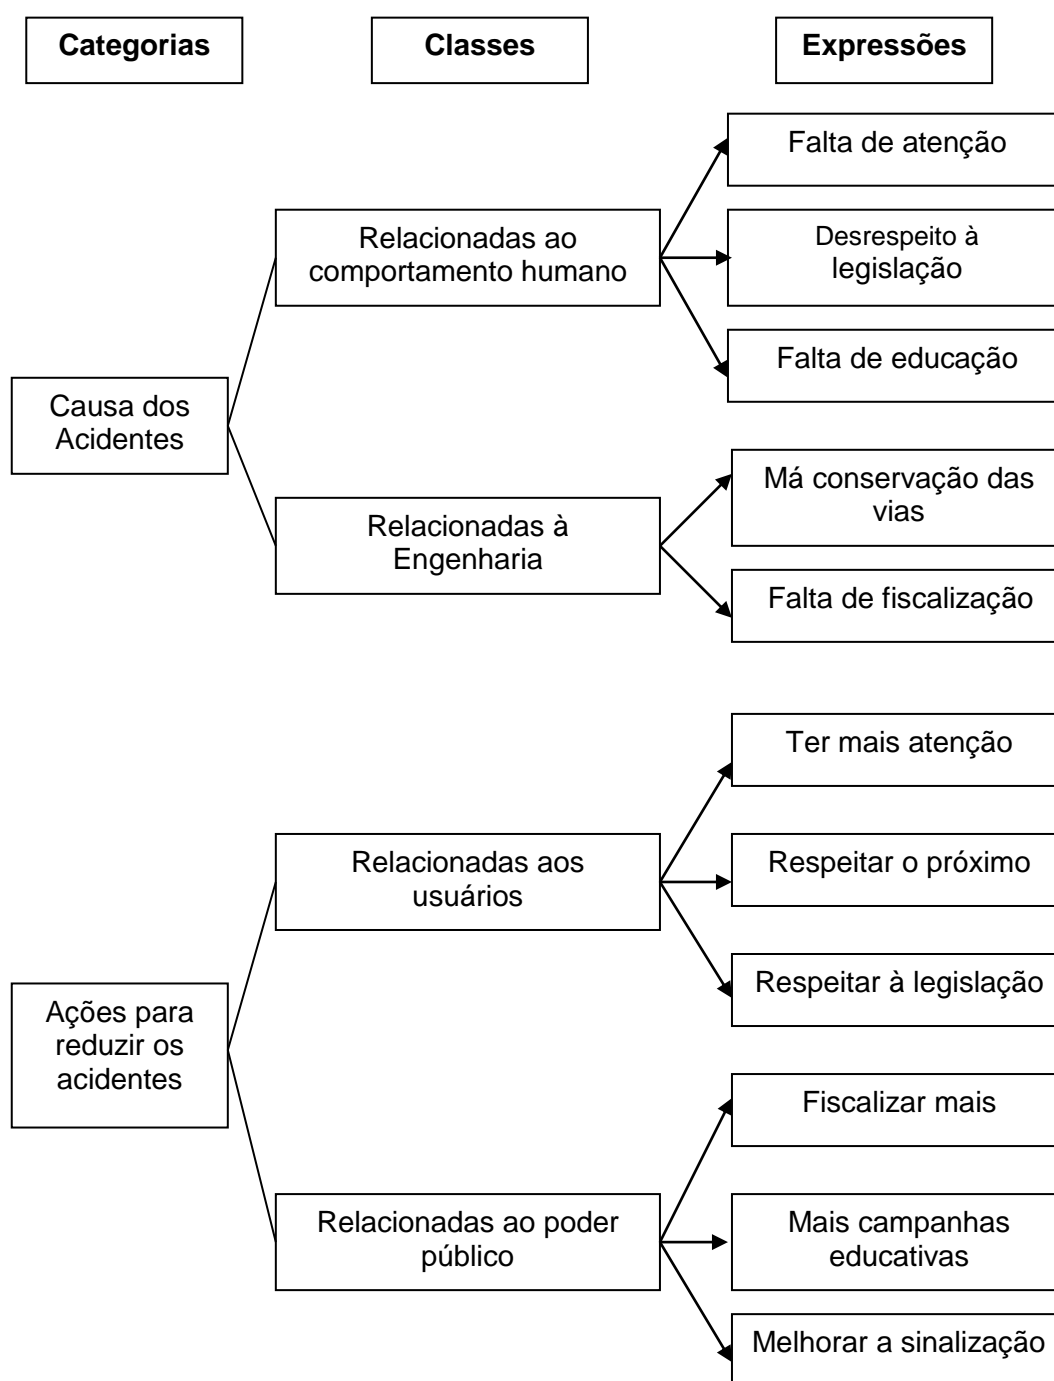 Categorias
Classes
Expressões
Falta de atenção
Relacionadas ao
comportamento humano
Desrespeito à
legislação
Falta de educação
Causa dos
Acidentes
Má conservação das
vias
Relacionadas à
Engenharia
Falta de fiscalização
Ter mais atenção
Relacionadas aos
usuários
Respeitar o próximo
Respeitar à legislação
Ações para
reduzir os
acidentes
Fiscalizar mais
Relacionadas ao poder
público
Mais campanhas
educativas
Melhorar a sinalização